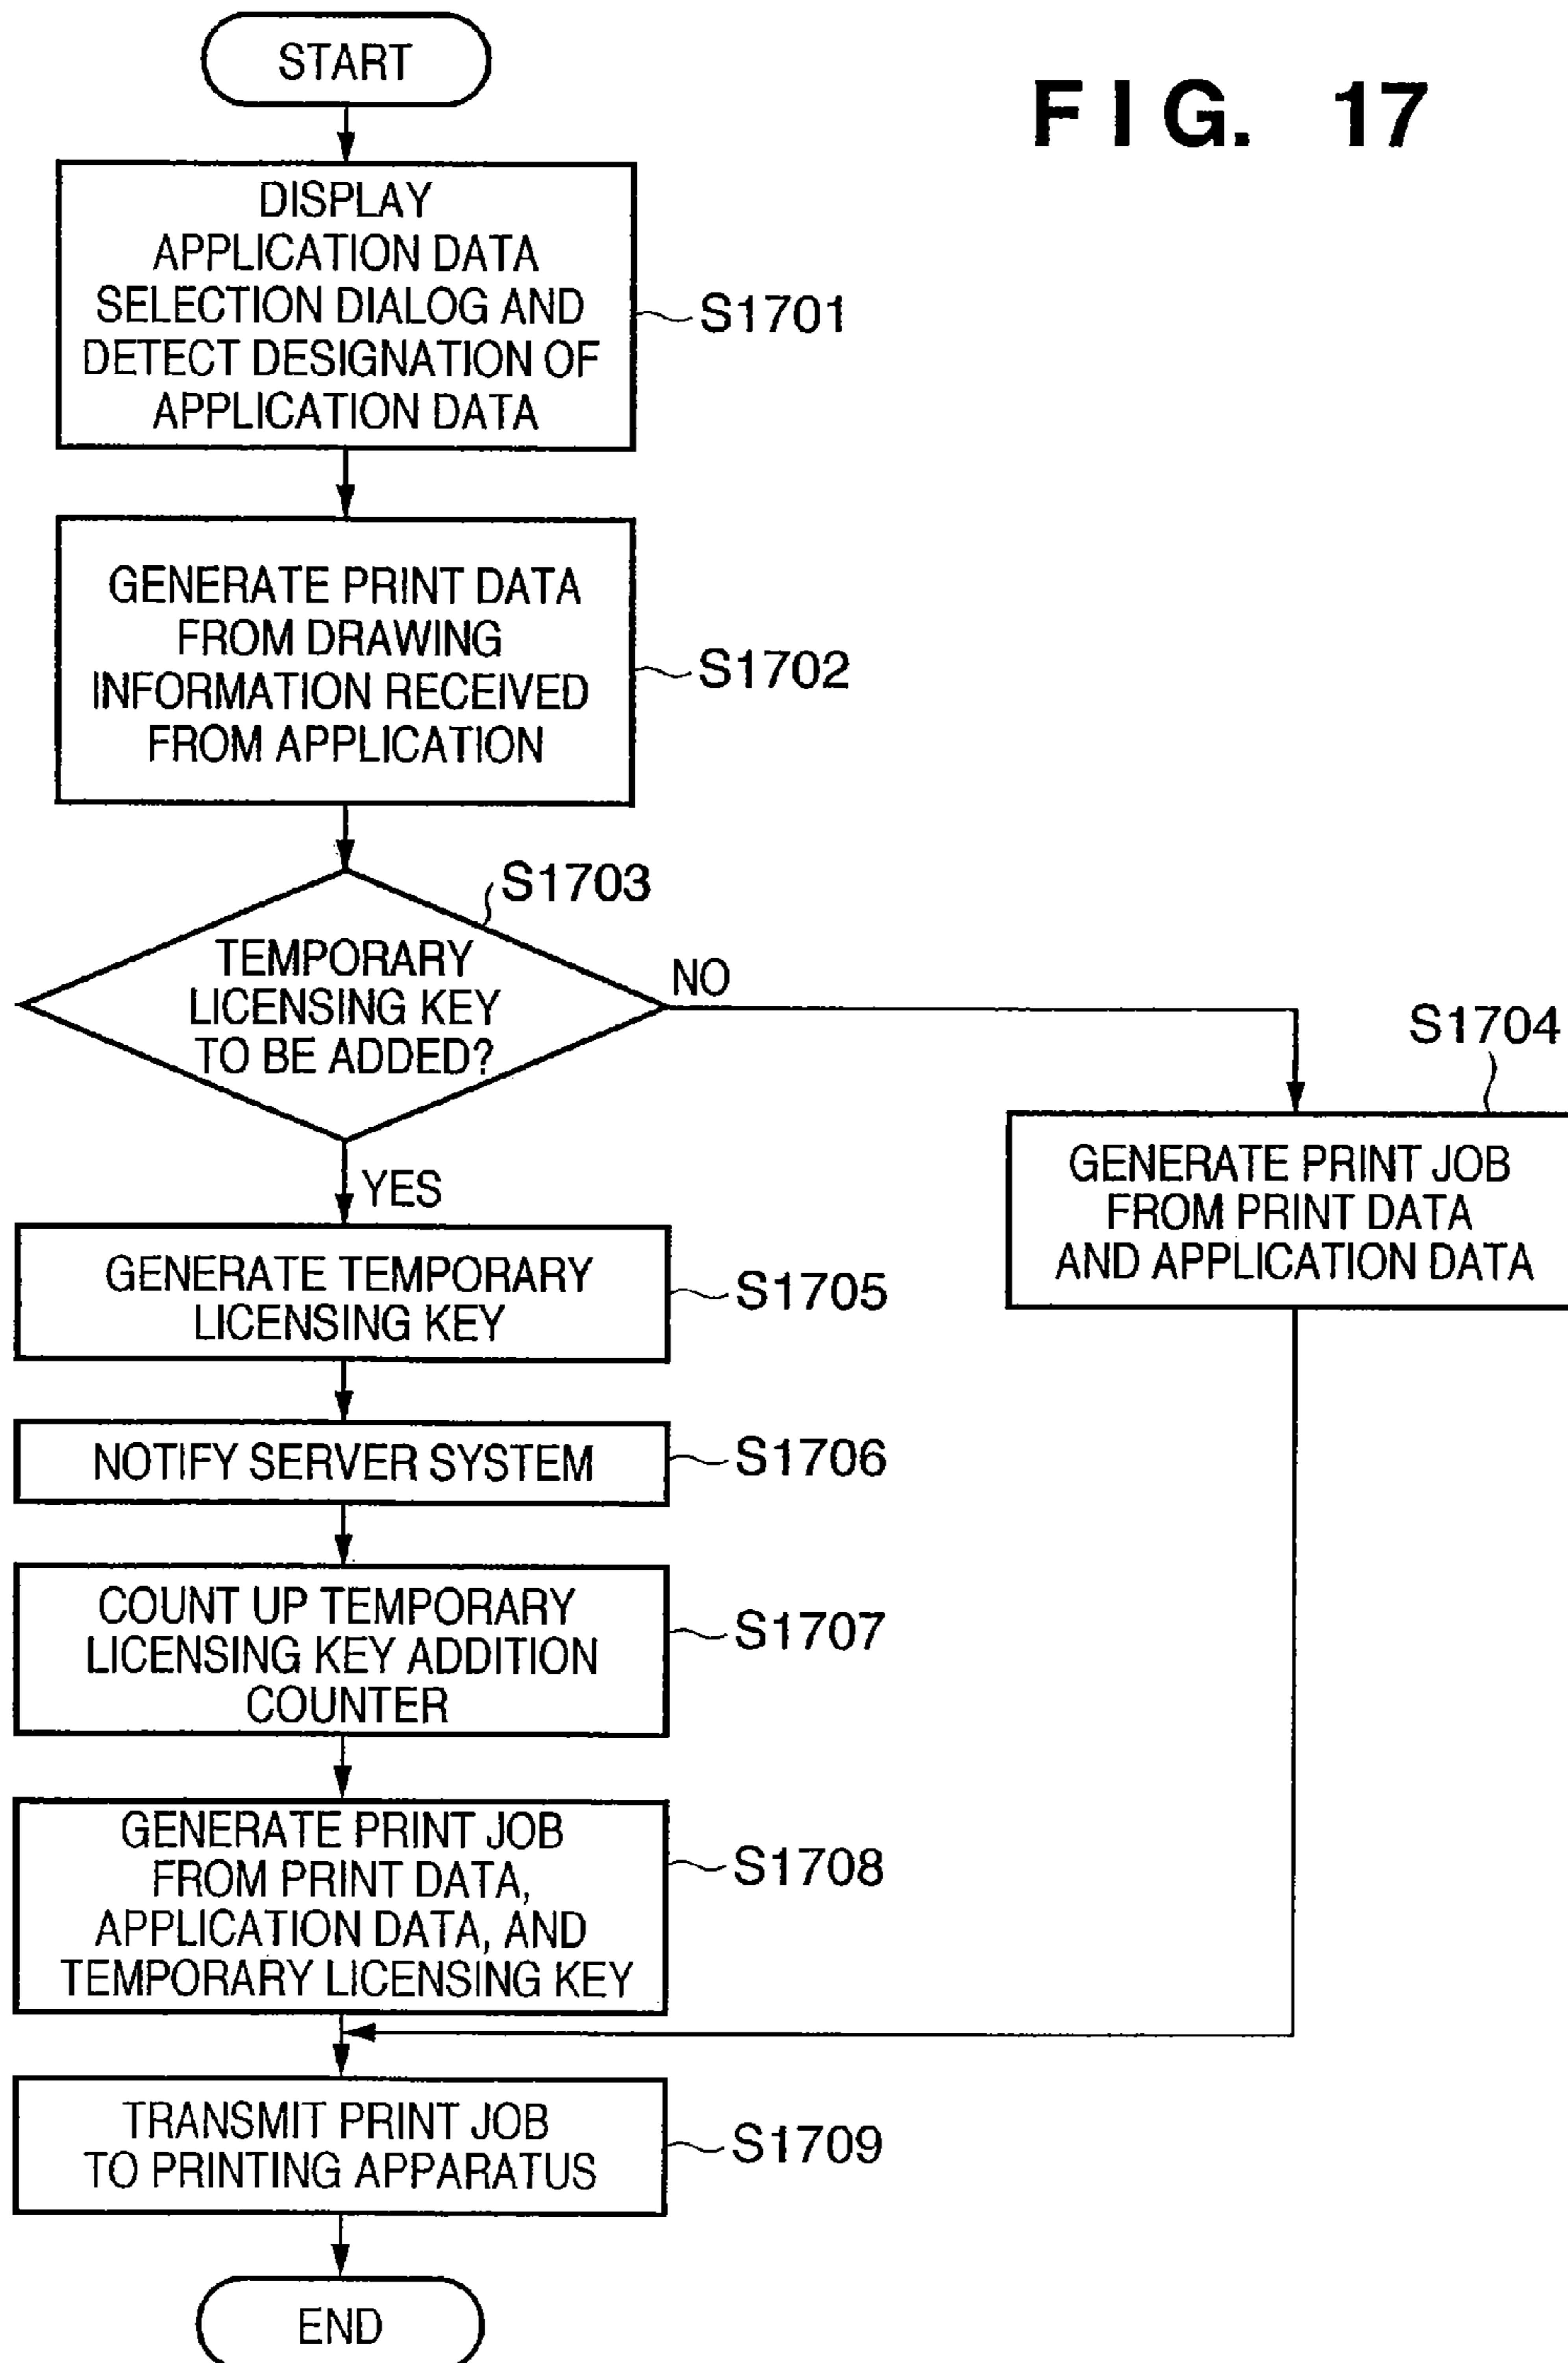 START
FIG. 17
DISPLAY
APPLICATION DATA
SELECTION DIALOG AND
DETECT DESIGNATION OF
APPLICATION DATA
S1701
GENERATE PRINT DATA
FROM DRAWING
INFORMATION RECEIVED
FROM APPLICATION
S1702
S1703
TEMPORARY
LICENSING KEY
TO BE ADDED?
NO
YES
S1704
GENERATE PRINT JOB
FROM PRINT DATA
AND APPLICATION DATA
GENERATE TEMPORARY
LICENSING KEY
S1705
NOTIFY SERVER SYSTEM
S1706
COUNT UP TEMPORARY
LICENSING KEY ADDITION
COUNTER
S1707
GENERATE PRINT JOB
FROM PRINT DATA,
APPLICATION DATA, AND
TEMPORARY LICENSING KEY
S1708
TRANSMIT PRINT JOB
TO PRINTING APPARATUS
S1709
END